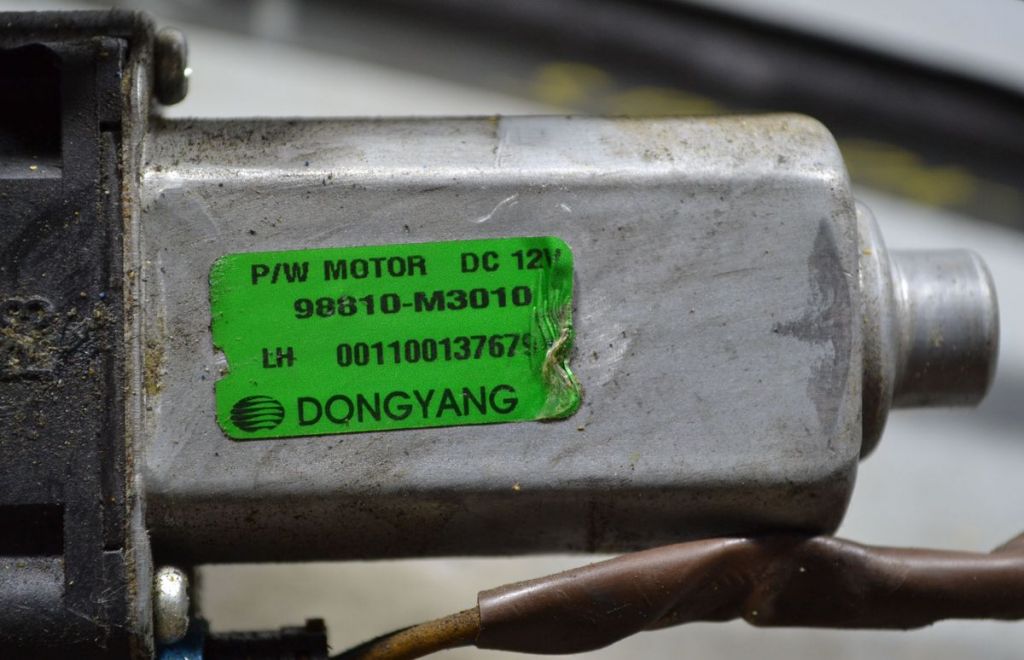 P/W MOTOR DC 12V
98810-M3010
LH 00110013767
DONGYANG